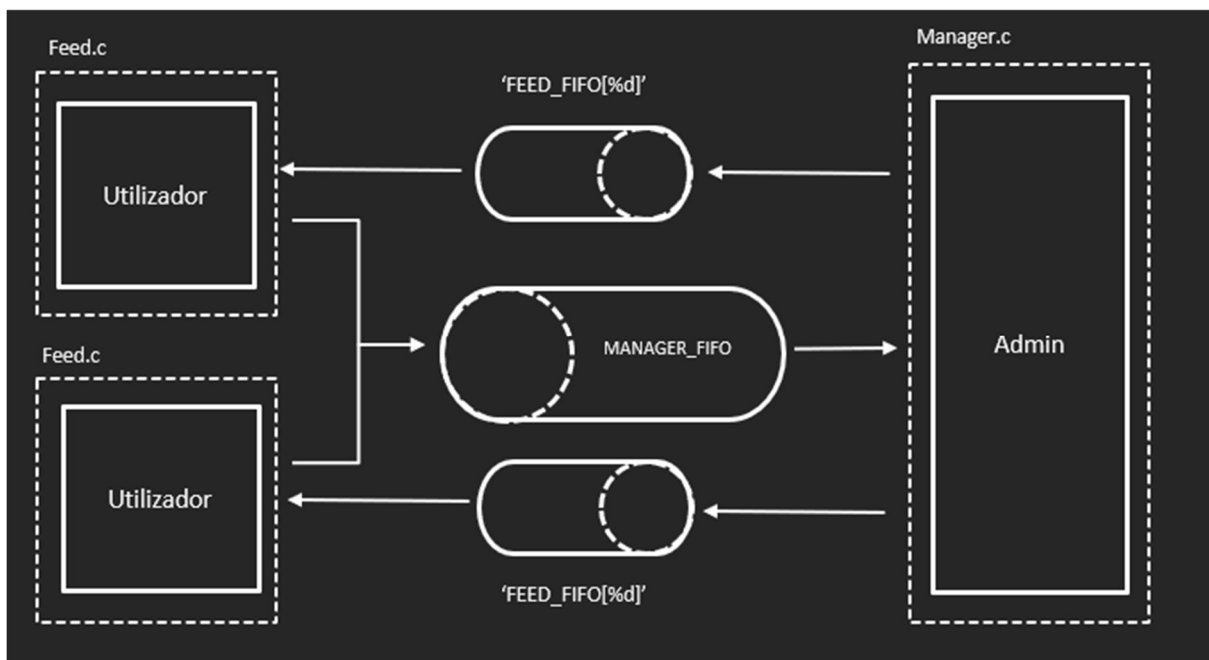 Feed.c
Manager.c
‘FEED_FIFO[%d]’
Utilizador
MANAGER_FIFO
Admin
Feed.c
Utilizador
‘FEED_FIFO[%d]’